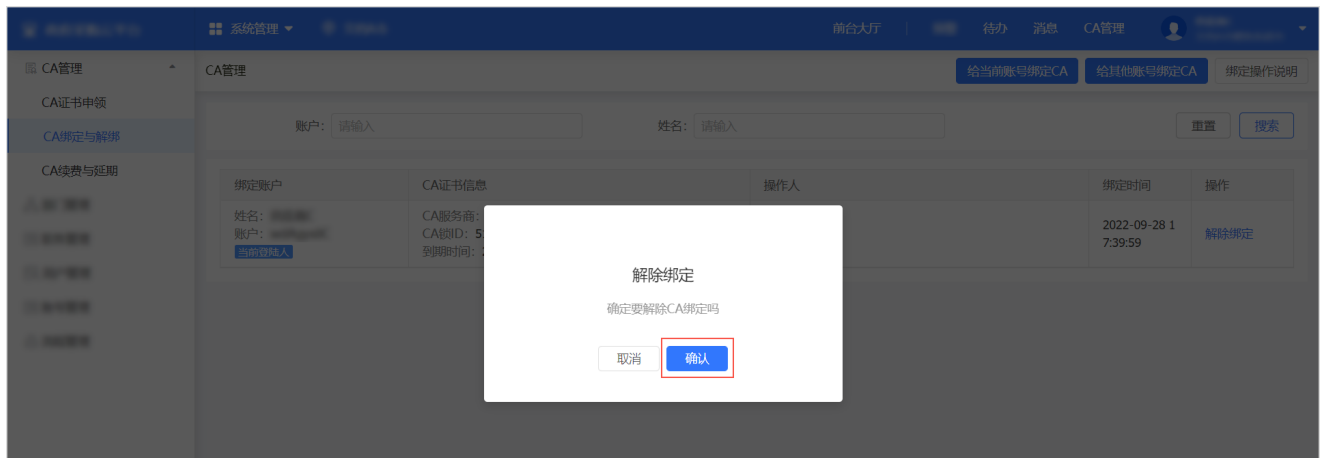 系统管理
前台大厅
待办
消息
CA管理
CA管理
CA证书申领
CA绑定与解绑
CA续费与延期
CA管理
给当前账号绑定CA
给其他账号绑定CA
绑定操作说明
账户: 请输入
姓名: 请输入
重置
搜索
绑定账户 CA证书信息 操作人 绑定时间 操作
姓名:
账户:
当前登陆人
CA服务商:
CA锁ID: 5
到期时间:
2022-09-28 1
7:39:59
解除绑定
解除绑定
确定要解除CA绑定吗
取消
确认